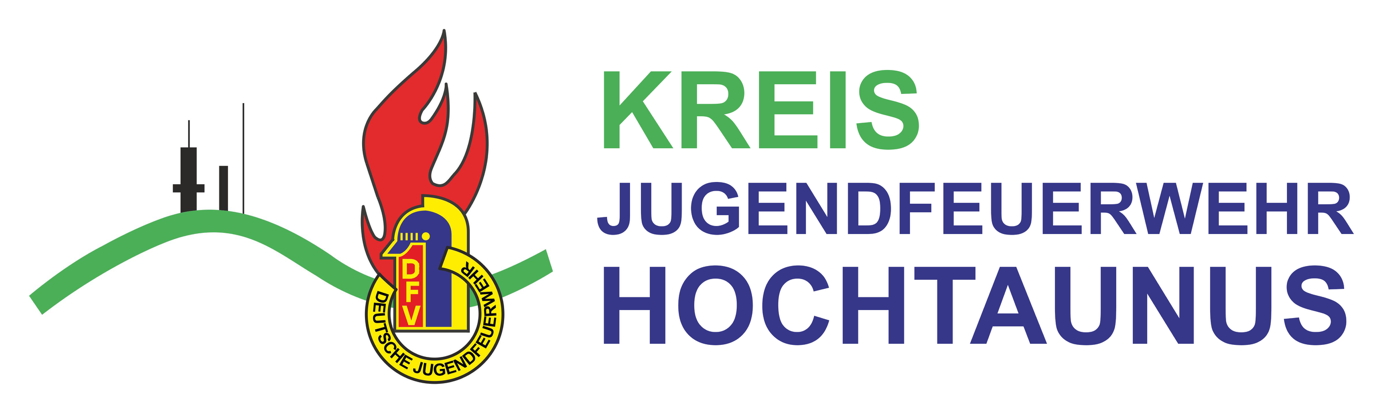 KREIS
JUGENDFEUERWEHR
HOCHTAUNUS
DFV
DEUTSCHE JUGENDFEUERWEHR